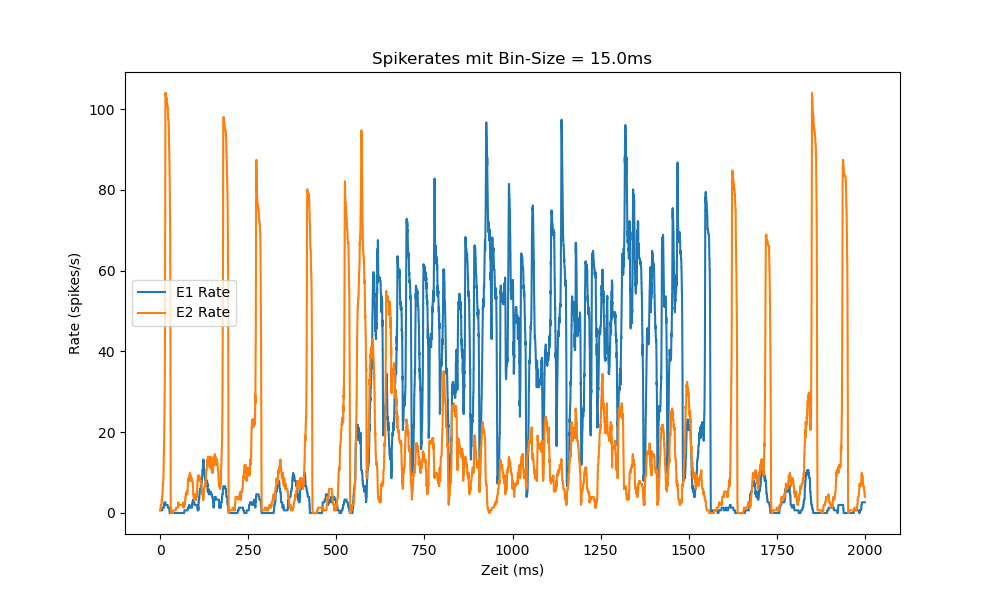 Spikerates mit Bin-Size = 15.0ms
Rate (spikes/s)
100
80
60
40
20
0
E1 Rate
E2 Rate
0 250 500 750 1000 1250 1500 1750 2000
Zeit (ms)